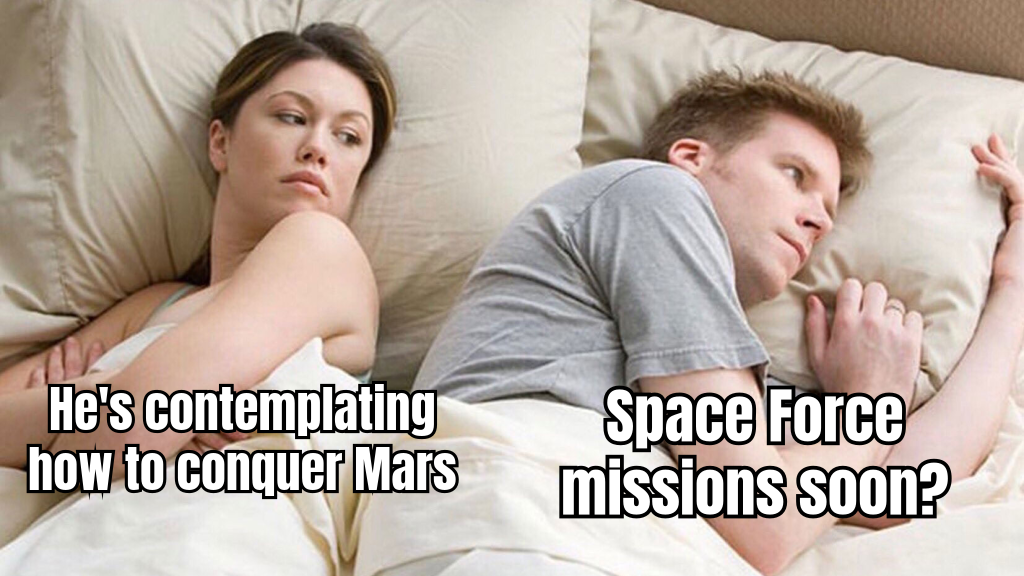 He's contemplating
how to conquer Mars
Space Force
missions soon?